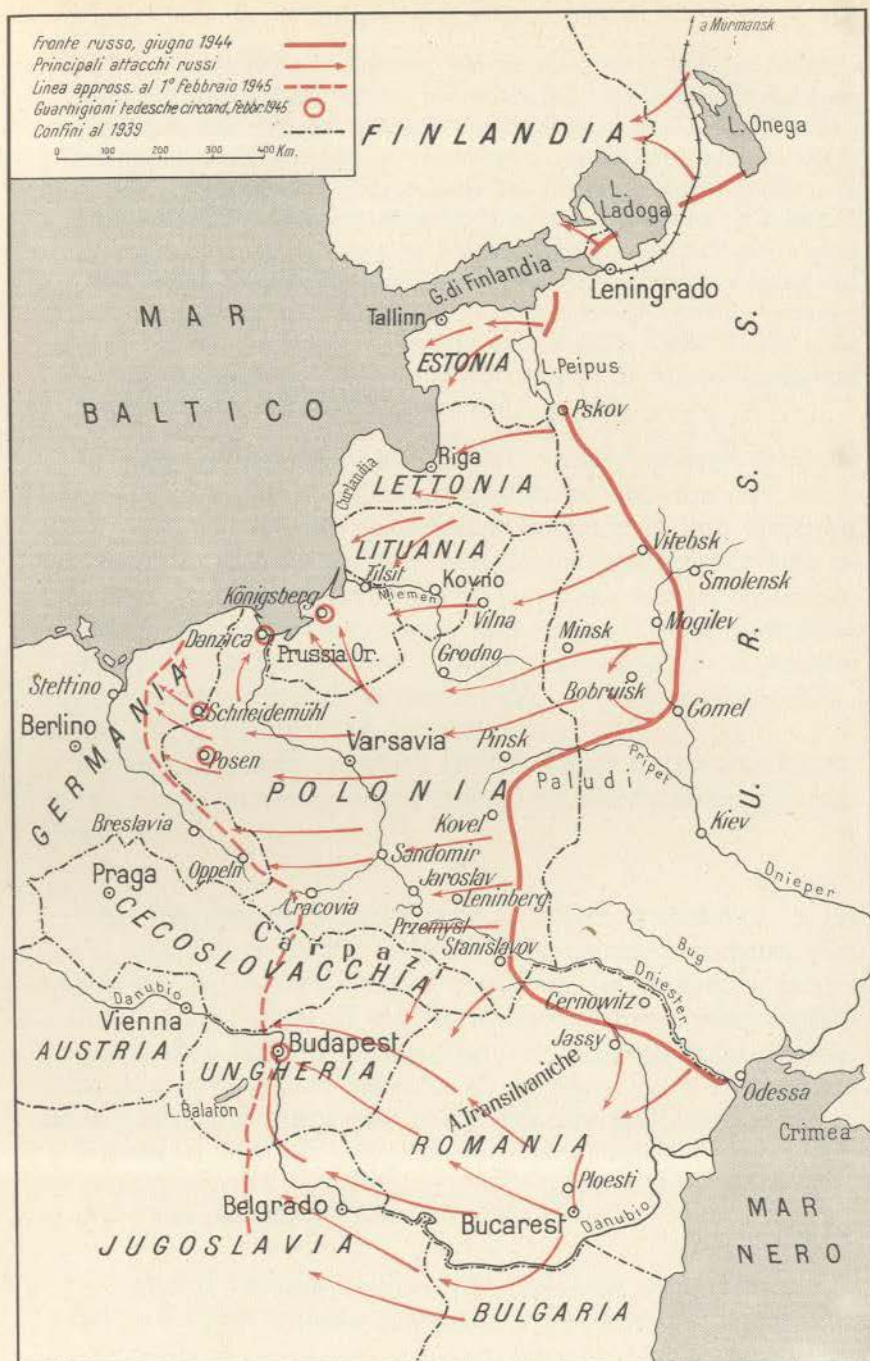 Fronte russo, giugno 1944
Principali attacchi russi
Linea appross. al 1° Febbraio 1945
Guarnigioni tedesche circond. febbr. 1945
Confini al 1939
0 100 200 300 400 Km.
a Murmansk
FINLANDIA
L. Onega
L. Ladoga
G. di Finlandia
Leningrado
MAR BALTICO
Tallinn
ESTONIA
L. Peipus
Pskov
Riga
Curlandia
LETTONIA
LITUANIA
Vitebsk
Smolensk
Tilsit
Kovno
Niemen
Königsberg
Vilna
Mogilev
Minsk
Danzica
Prussia Or.
Grodno
Bobruisk
Stettino
Schneidemühl
Gomel
Berlino
Varsavia
Pinsk
Posen
GERMANIA
POLONIA
Paludi
Pripet
U. R. S. S.
Kovel
Kiev
Breslavia
Dnieper
Oppeln
Sandomir
Praga
Jaroslav
Cracovia
Leninberg
Przemysl
Carpazi
CECOSLOVACCHIA
Stanislavov
Bug
Dniester
Danubio
Cernowitz
Vienna
AUSTRIA
Budapest
UNGHERIA
Jassy
L. Balaton
A. Transilvaniche
Odessa
Crimea
ROMANIA
Ploesti
Belgrado
Bucarest
Danubio
MAR NERO
JUGOSLAVIA
BULGARIA